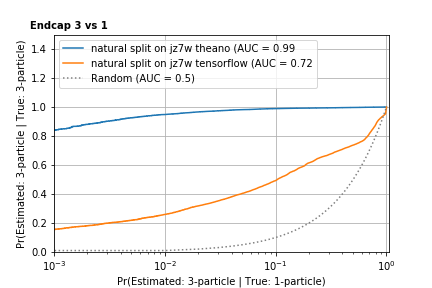 Endcap 3 vs 1
Pr(Estimated: 3-particle | True: 3-particle)
1.4
1.2
1.0
0.8
0.6
0.4
0.2
0.0
natural split on jz7w theano (AUC = 0.99
natural split on jz7w tensorflow (AUC = 0.72
Random (AUC = 0.5)
10⁻³ 10⁻² 10⁻¹ 10⁰
Pr(Estimated: 3-particle | True: 1-particle)